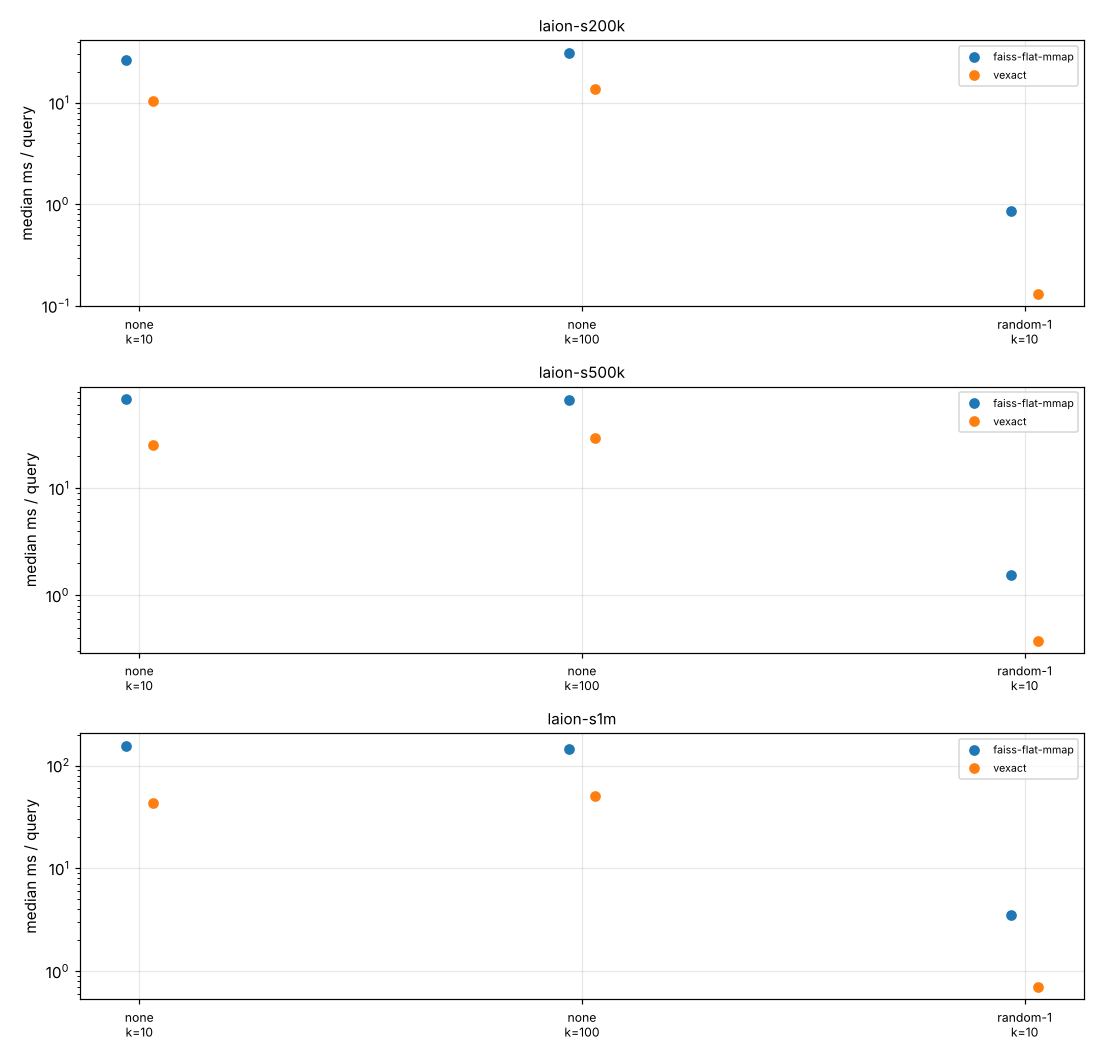 laion-s200k
faiss-flat-mmap
vexact
median ms / query
10¹
10⁰
10⁻¹
none
k=10
none
k=100
random-1
k=10
laion-s500k
faiss-flat-mmap
vexact
median ms / query
10¹
10⁰
none
k=10
none
k=100
random-1
k=10
laion-s1m
faiss-flat-mmap
vexact
median ms / query
10²
10¹
10⁰
none
k=10
none
k=100
random-1
k=10